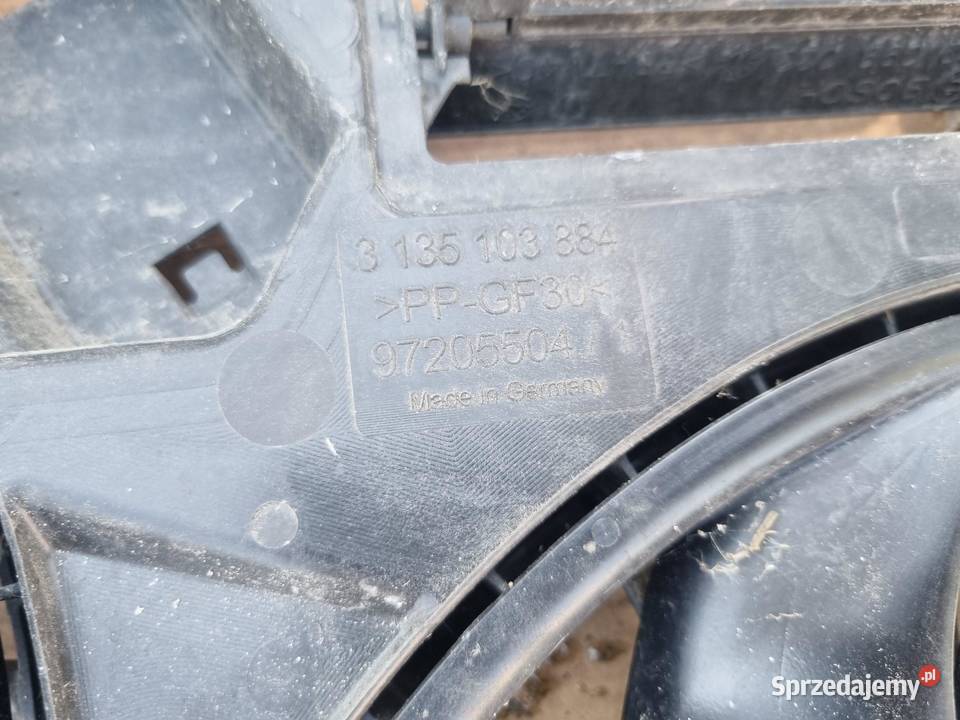 3 135 103 884
>PP-GF30<
97205504
Made in Germany
Sprzedajemy.pl